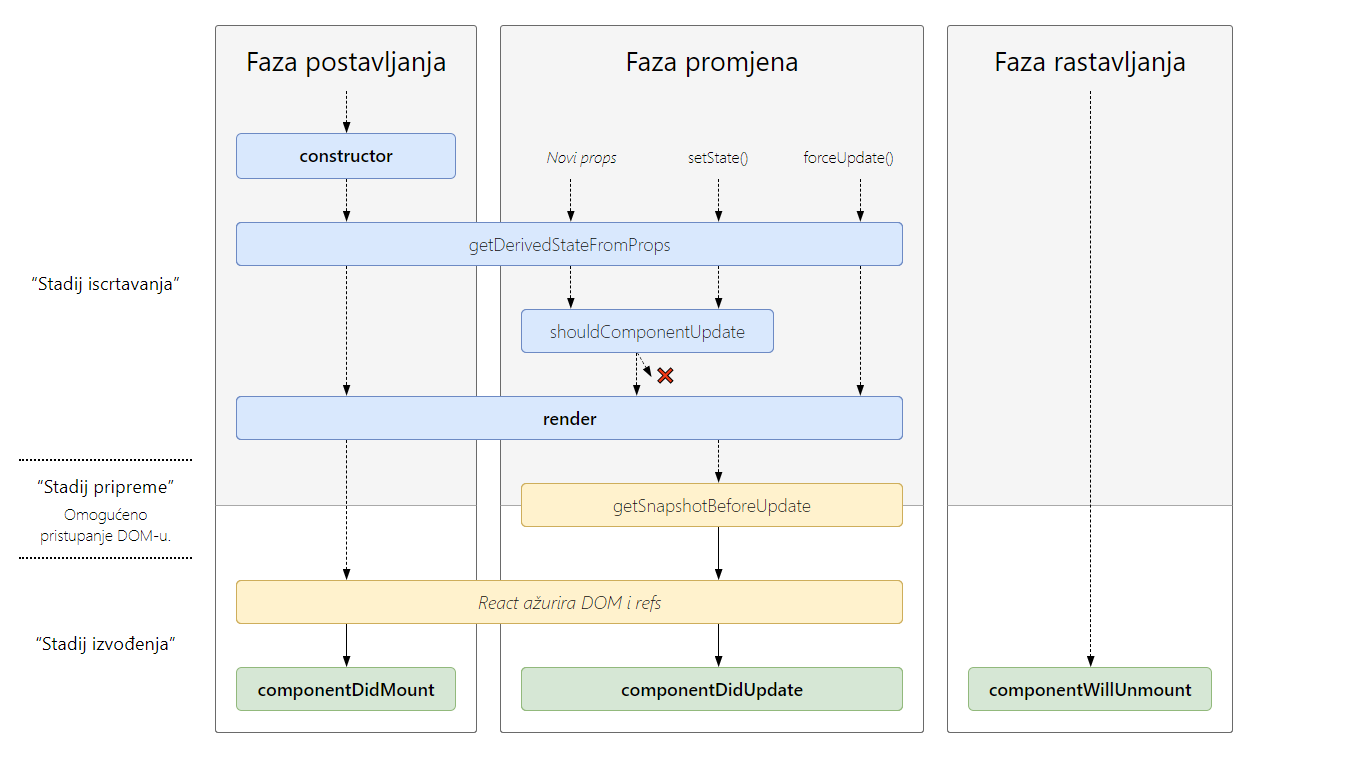 Faza postavljanja
Faza promjena
Faza rastavljanja
constructor
Novi props
setState()
forceUpdate()
getDerivedStateFromProps
“Stadij iscrtavanja”
shouldComponentUpdate
render
“Stadij pripreme”
Omogućeno
pristupanje DOM-u.
getSnapshotBeforeUpdate
React ažurira DOM i refs
“Stadij izvođenja”
componentDidMount
componentDidUpdate
componentWillUnmount